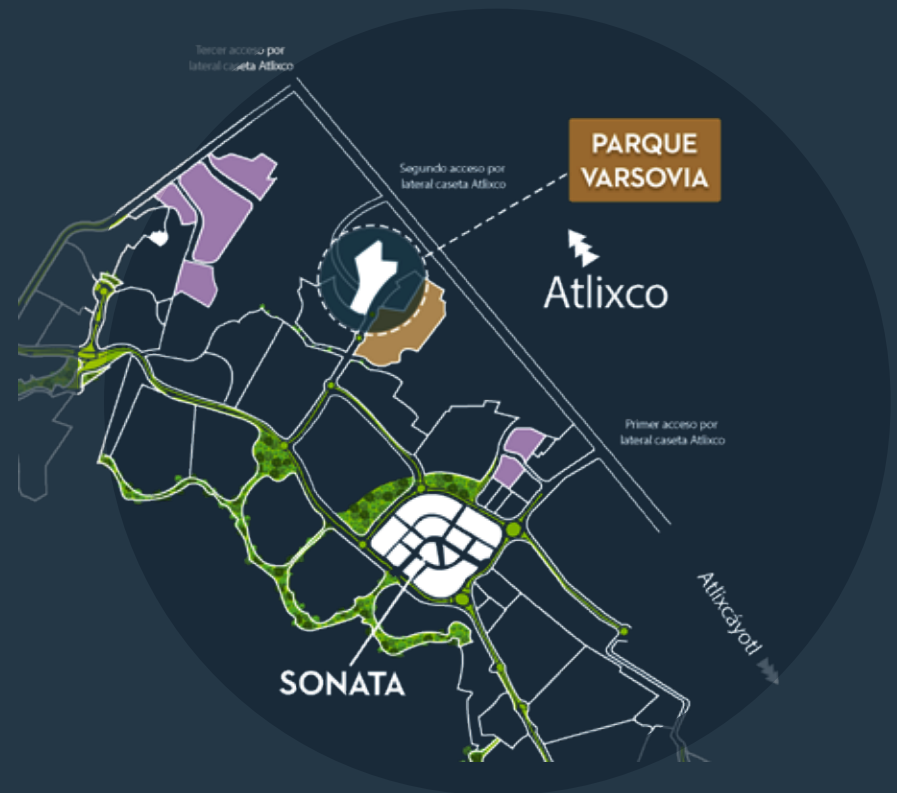 Tercer acceso por
lateral caseta Atlixco
Segundo acceso por
lateral caseta Atlixco
PARQUE
VARSOVIA
Atlixco
Primer acceso por
lateral caseta Atlixco
Atlixcáyotl
SONATA